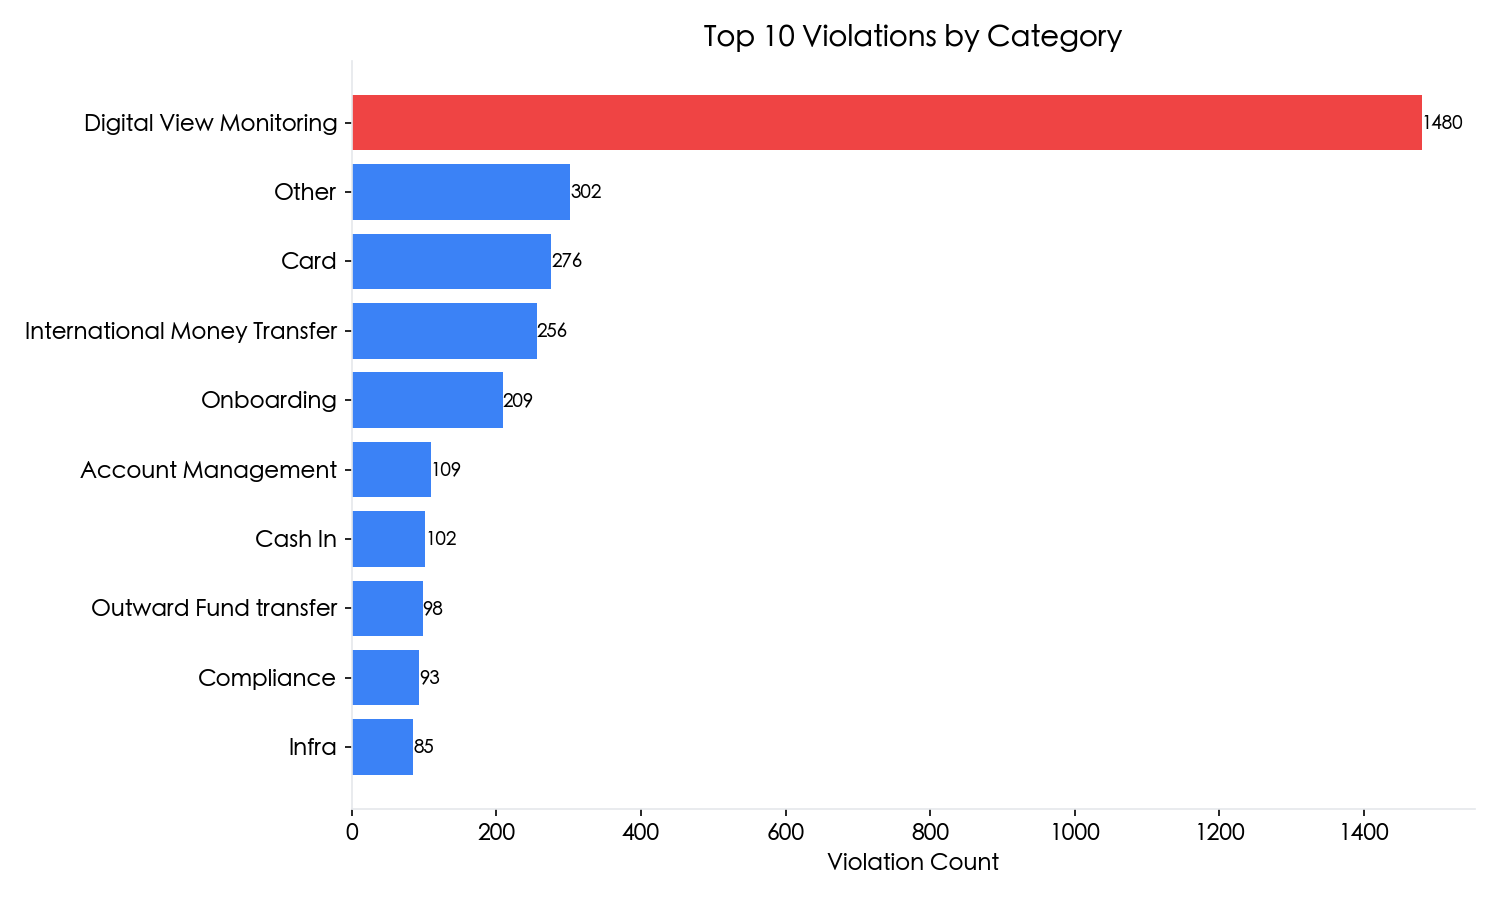 Top 10 Violations by Category
Digital View Monitoring 1480
Other 302
Card 276
International Money Transfer 256
Onboarding 209
Account Management 109
Cash In 102
Outward Fund transfer 98
Compliance 93
Infra 85
0 200 400 600 800 1000 1200 1400
Violation Count